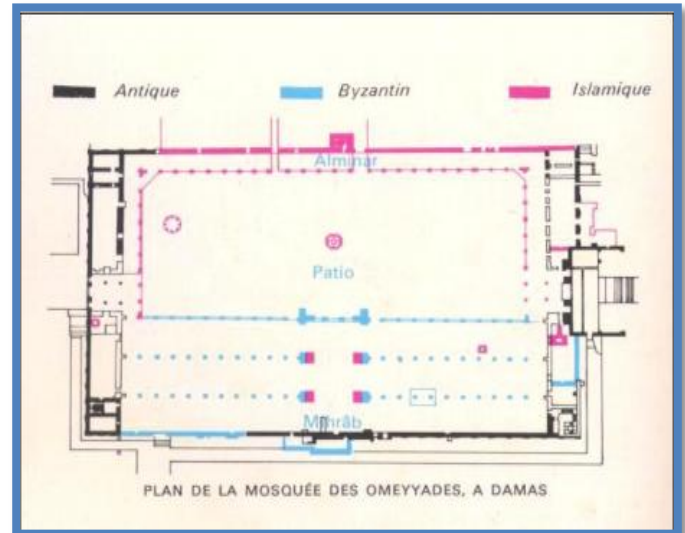 Antique Byzantin Islamique
Alminar
Patio
Mihrâb
PLAN DE LA MOSQUÉE DES OMEYYADES, A DAMAS